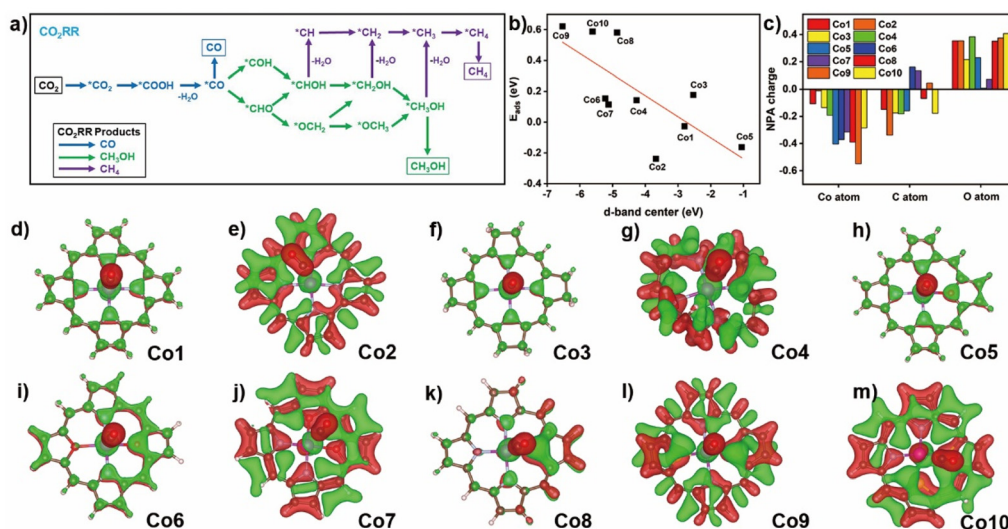 a)
CO₂RR
CO
*CH → *CH₂ → *CH₃ → *CH₄
-H₂O -H₂O -H₂O
CH₄
*COH
CO₂ → *CO₂ → *COOH → *CO
-H₂O
*CHOH → *CH₂OH
*CHO
*CH₃OH
*OCH₂ → *OCH₃
CO₂RR Products
CO
CH₃OH
CH₄
CH₃OH
b)
E_ads (eV)
0.6
0.4
0.2
0.0
-0.2
-0.4
Co10
Co9
Co8
Co3
Co6
Co7
Co4
Co1
Co5
Co2
-7 -6 -5 -4 -3 -2 -1 0
d-band center (eV)
c)
NPA charge
0.4
0.0
-0.4
-0.6
Co1 Co2
Co3 Co4
Co5 Co6
Co7 Co8
Co9 Co10
Co atom C atom O atom
d) e) f) g) h)
Co1 Co2 Co3 Co4 Co5
i) j) k) l) m)
Co6 Co7 Co8 Co9 Co10